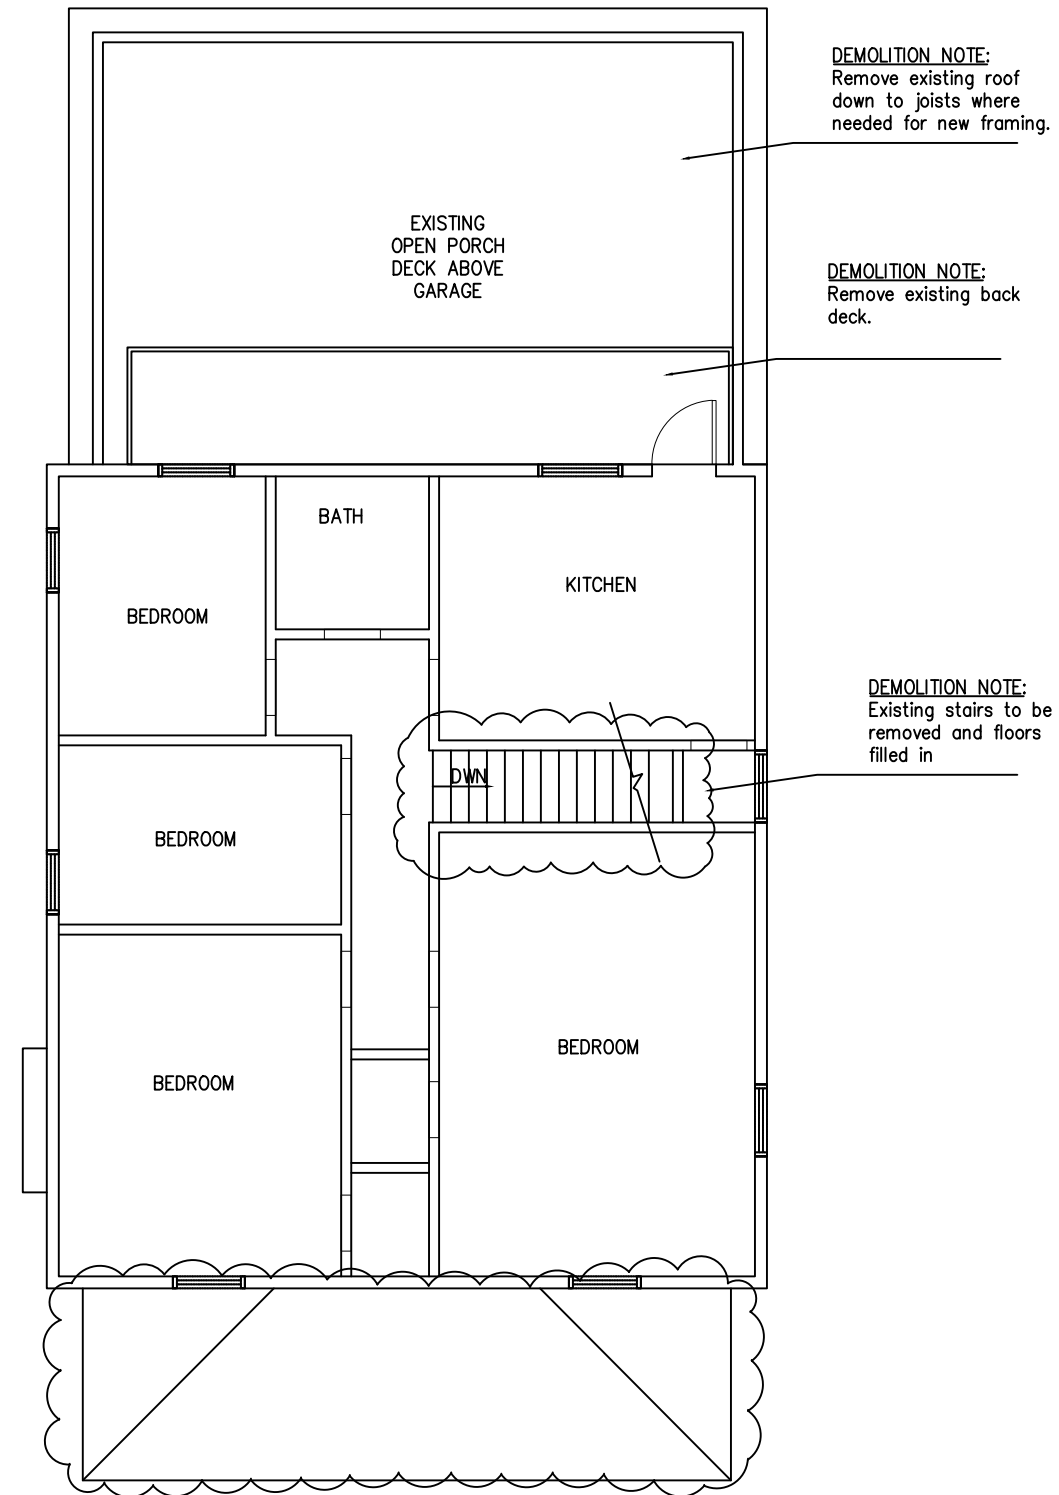 DEMOLITION NOTE:
Remove existing roof
down to joists where
needed for new framing.
EXISTING
OPEN PORCH
DECK ABOVE
GARAGE
DEMOLITION NOTE:
Remove existing back
deck.
BATH
KITCHEN
BEDROOM
DEMOLITION NOTE:
Existing stairs to be
removed and floors
filled in
DWN
BEDROOM
BEDROOM
BEDROOM